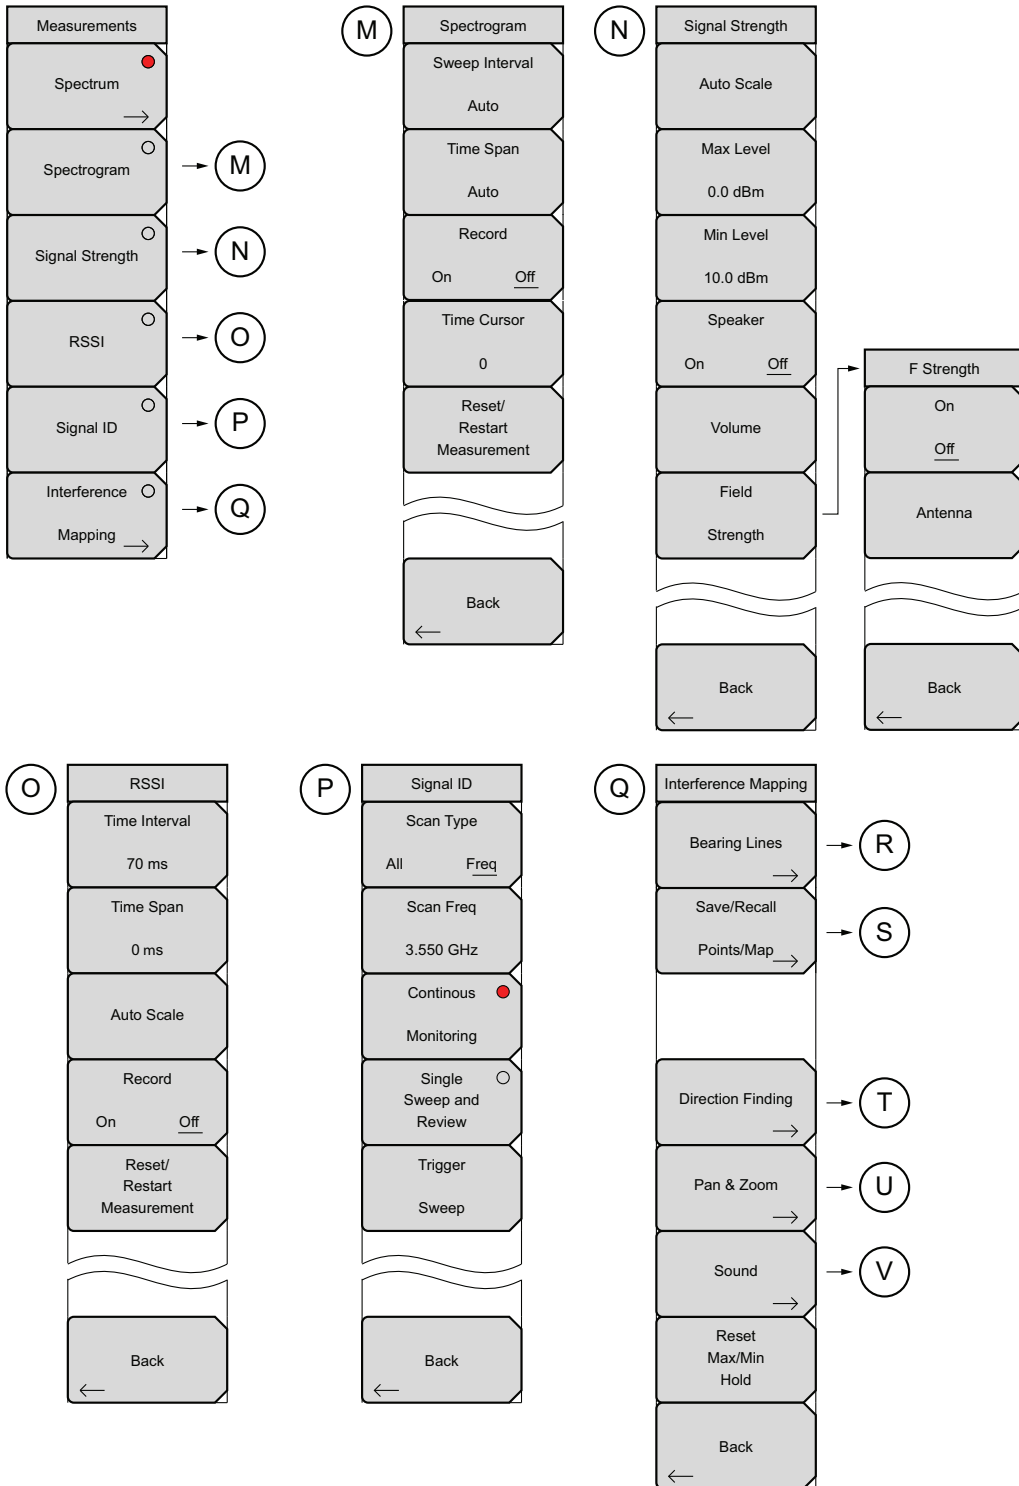 Measurements
Spectrum
Spectrogram
M
Signal Strength
N
RSSI
O
Signal ID
P
Interference
Mapping
Q
M
Spectrogram
Sweep Interval
Auto
Time Span
Auto
Record
On Off
Time Cursor
0
Reset/
Restart
Measurement
Back
N
Signal Strength
Auto Scale
Max Level
0.0 dBm
Min Level
10.0 dBm
Speaker
On Off
Volume
Field
Strength
Back
F Strength
On
Off
Antenna
Back
O
RSSI
Time Interval
70 ms
Time Span
0 ms
Auto Scale
Record
On Off
Reset/
Restart
Measurement
Back
P
Signal ID
Scan Type
All Freq
Scan Freq
3.550 GHz
Continous
Monitoring
Single
Sweep and
Review
Trigger
Sweep
Back
Q
Interference Mapping
Bearing Lines
R
Save/Recall
Points/Map
S
Direction Finding
T
Pan & Zoom
U
Sound
V
Reset
Max/Min
Hold
Back